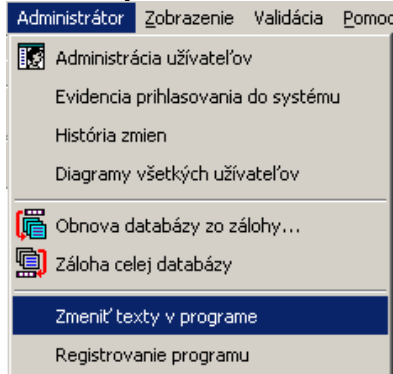 Administrátor Zobrazenie Validácia Pomoc
Administrácia užívateľov
Evidencia prihlasovania do systému
História zmien
Diagramy všetkých užívateľov
Obnova databázy zo zálohy...
Záloha celej databázy
Zmeniť texty v programe
Registrovanie programu